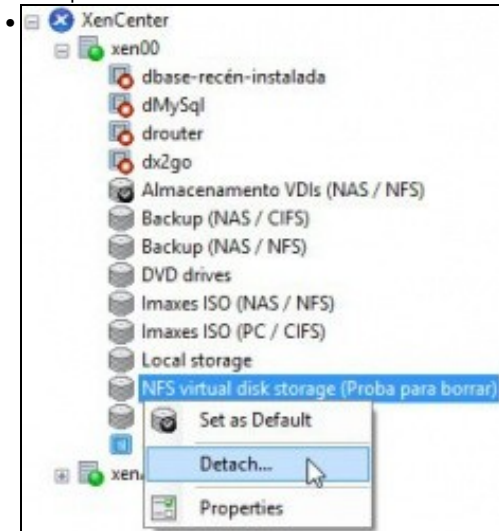 XenCenter
xen00
dbase-recén-instalada
dMySql
drouter
dx2go
Almacenamento VDIs (NAS / NFS)
Backup (NAS / CIFS)
Backup (NAS / NFS)
DVD drives
Imaxes ISO (NAS / NFS)
Imaxes ISO (PC / CIFS)
Local storage
NFS virtual disk storage (Proba para borrar)
Set as Default
Detach...
Properties